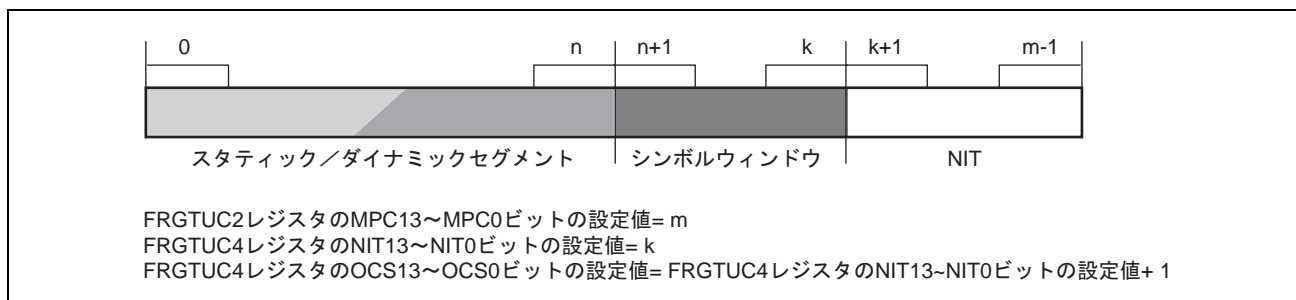 0 n n+1 k k+1 m-1
スタティック／ダイナミックセグメント シンボルウィンドウ NIT
FRGTUC2レジスタのMPC13～MPC0ビットの設定値= m
FRGTUC4レジスタのNIT13～NIT0ビットの設定値= k
FRGTUC4レジスタのOCS13～OCS0ビットの設定値= FRGTUC4レジスタのNIT13~NIT0ビットの設定値+ 1